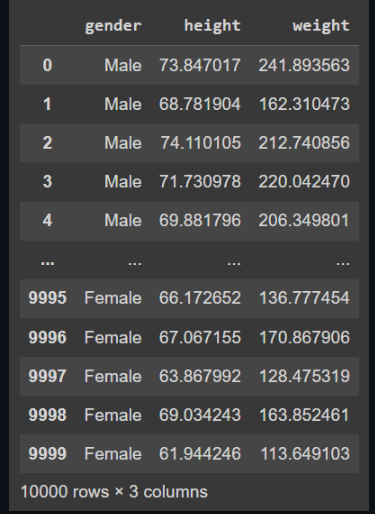 gender height weight
0 Male 73.847017 241.893563
1 Male 68.781904 162.310473
2 Male 74.110105 212.740856
3 Male 71.730978 220.042470
4 Male 69.881796 206.349801
... ... ... ...
9995 Female 66.172652 136.777454
9996 Female 67.067155 170.867906
9997 Female 63.867992 128.475319
9998 Female 69.034243 163.852461
9999 Female 61.944246 113.649103
10000 rows × 3 columns